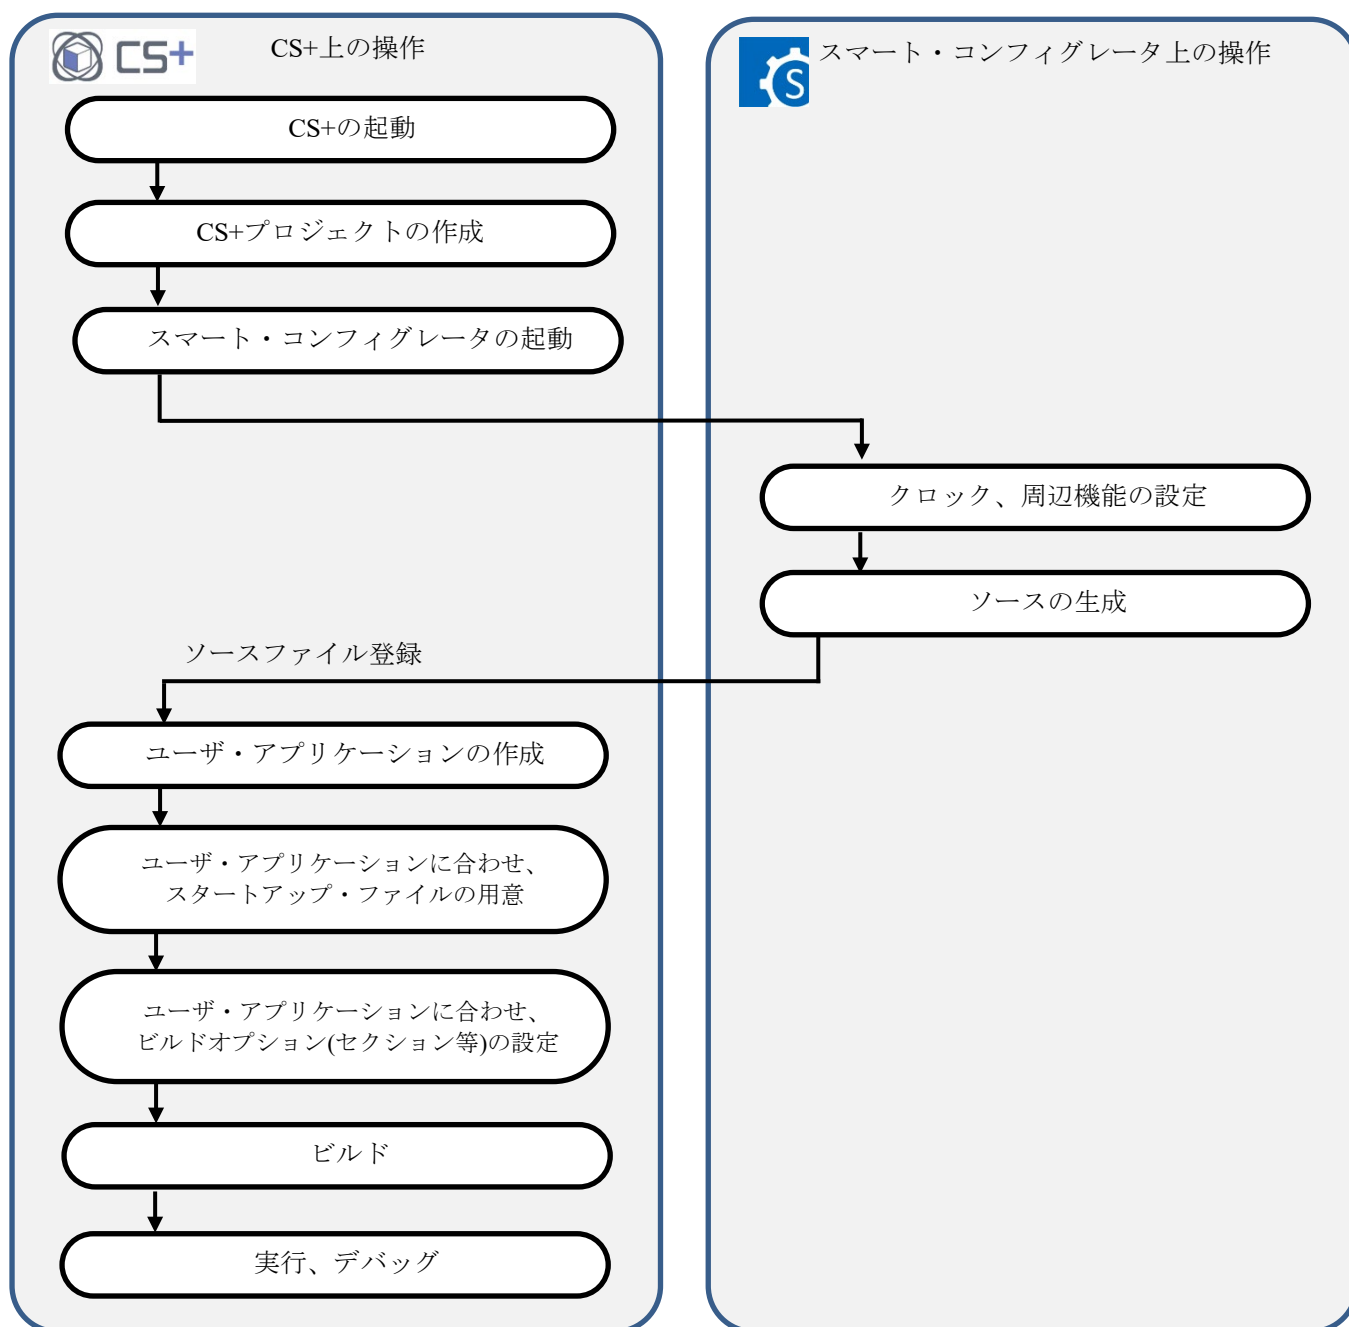 CS+
CS+上の操作
スマート・コンフィグレータ上の操作
S
CS+の起動
CS+プロジェクトの作成
スマート・コンフィグレータの起動
クロック、周辺機能の設定
ソースの生成
ソースファイル登録
ユーザ・アプリケーションの作成
ユーザ・アプリケーションに合わせ、
スタートアップ・ファイルの用意
ユーザ・アプリケーションに合わせ、
ビルドオプション(セクション等)の設定
ビルド
実行、デバッグ